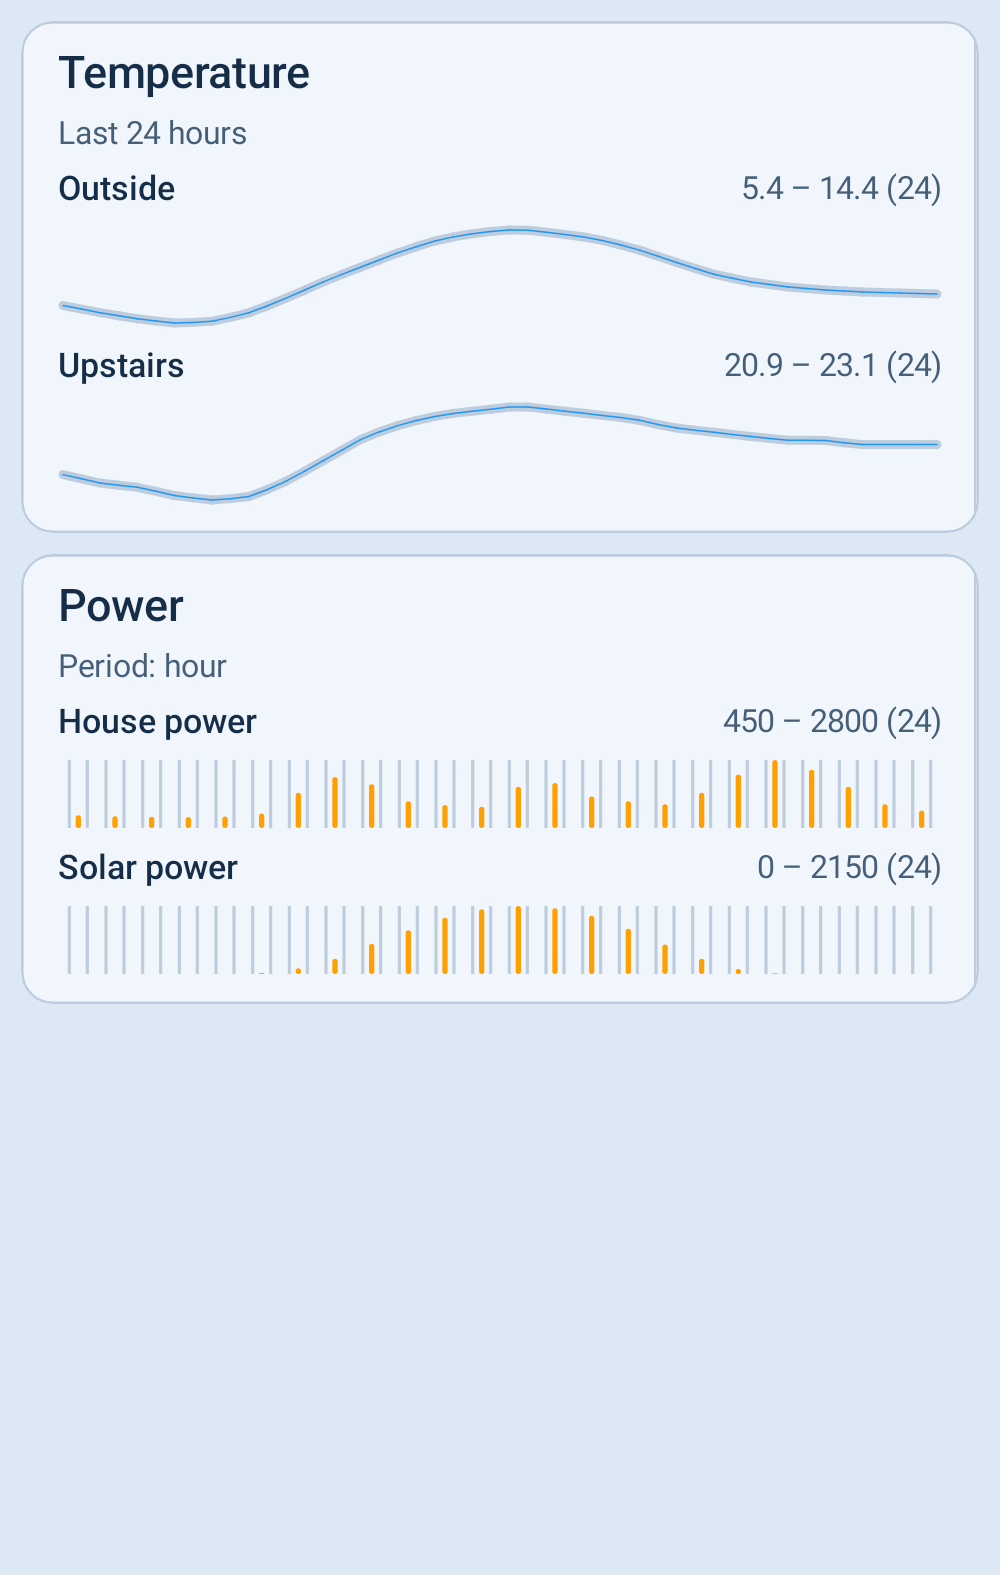 Temperature
Last 24 hours
Outside 5.4 – 14.4 (24)
Upstairs 20.9 – 23.1 (24)
Power
Period: hour
House power 450 – 2800 (24)
Solar power 0 – 2150 (24)